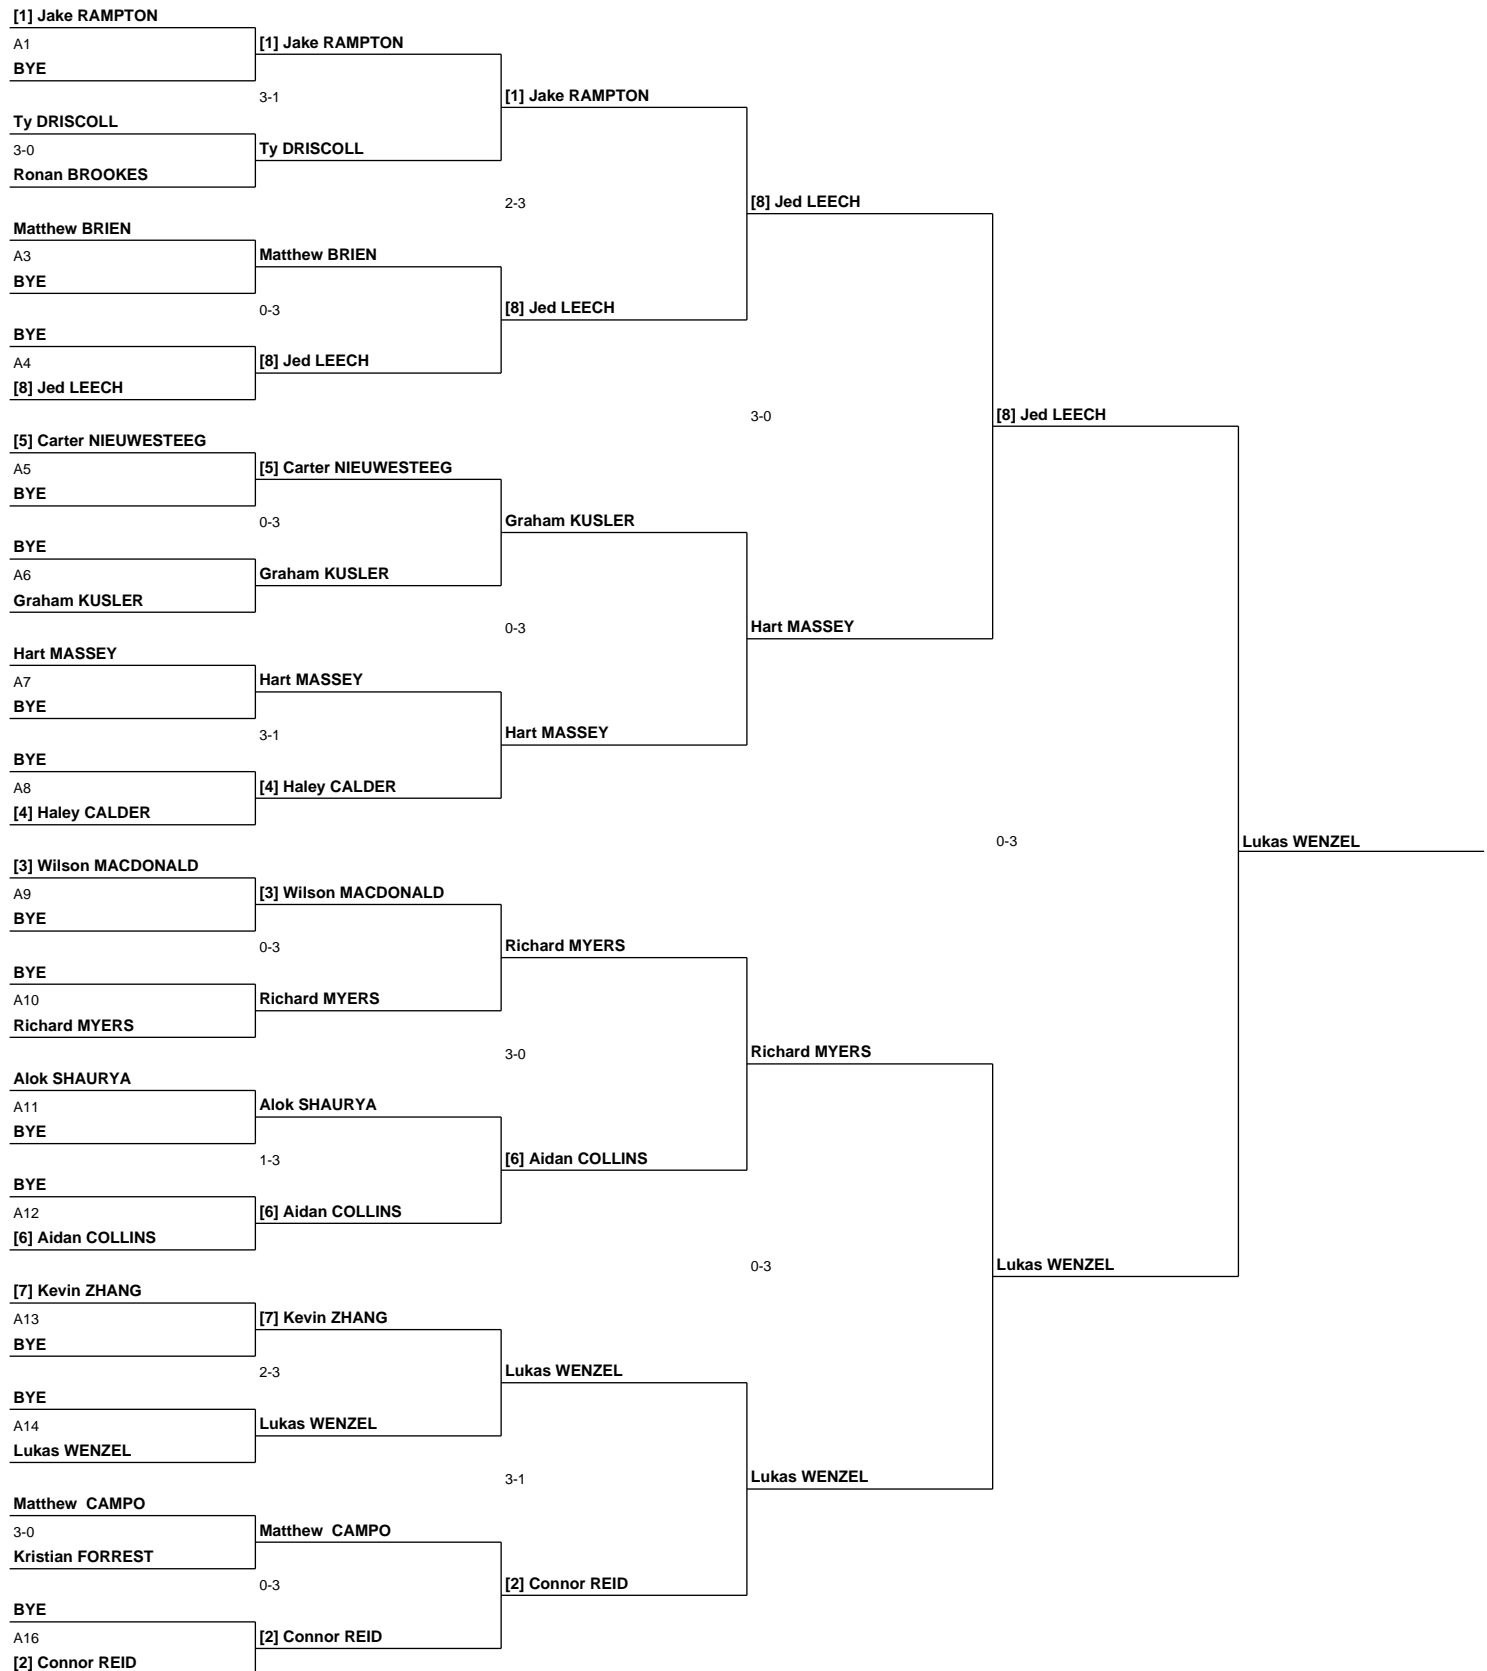 [1] Jake RAMPTON
A1
BYE
Ty DRISCOLL
3-0
Ronan BROOKES
Matthew BRIEN
A3
BYE
BYE
A4
[8] Jed LEECH
[5] Carter NIEUWESTEEG
A5
BYE
BYE
A6
Graham KUSLER
Hart MASSEY
A7
BYE
BYE
A8
[4] Haley CALDER
[3] Wilson MACDONALD
A9
BYE
BYE
A10
Richard MYERS
Alok SHAURYA
A11
BYE
BYE
A12
[6] Aidan COLLINS
[7] Kevin ZHANG
A13
BYE
BYE
A14
Lukas WENZEL
Matthew  CAMPO
3-0
Kristian FORREST
BYE
A16
[2] Connor REID
[1] Jake RAMPTON
3-1
Ty DRISCOLL
Matthew BRIEN
0-3
[8] Jed LEECH
[5] Carter NIEUWESTEEG
0-3
Graham KUSLER
Hart MASSEY
3-1
[4] Haley CALDER
[3] Wilson MACDONALD
0-3
Richard MYERS
Alok SHAURYA
1-3
[6] Aidan COLLINS
[7] Kevin ZHANG
2-3
Lukas WENZEL
Matthew  CAMPO
0-3
[2] Connor REID
[1] Jake RAMPTON
2-3
[8] Jed LEECH
Graham KUSLER
0-3
Hart MASSEY
Richard MYERS
3-0
[6] Aidan COLLINS
Lukas WENZEL
3-1
[2] Connor REID
[8] Jed LEECH
3-0
Hart MASSEY
Richard MYERS
0-3
Lukas WENZEL
[8] Jed LEECH
0-3
Lukas WENZEL
Lukas WENZEL